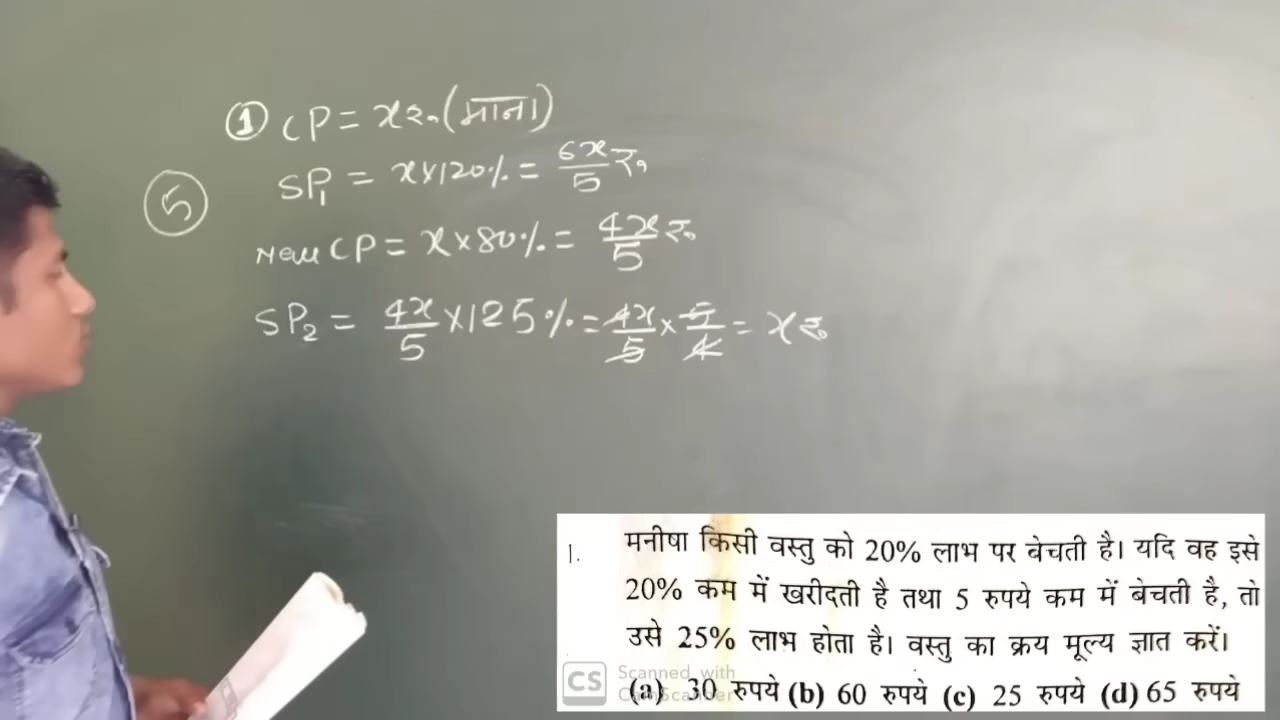 ① CP = x रु. (माना)
SP₁ = x×120% = 6x/5 रु.
5
New CP = x×80% = 4x/5 रु.
SP₂ = 4x/5 ×125% = 4x/5 × 5/4 = x रु.
1. मनीषा किसी वस्तु को 20% लाभ पर बेचती है। यदि वह इसे
20% कम में खरीदती है तथा 5 रुपये कम में बेचती है, तो
उसे 25% लाभ होता है। वस्तु का क्रय मूल्य ज्ञात करें।
CS Scanned with
CamScanner
(a) 30 रुपये (b) 60 रुपये (c) 25 रुपये (d) 65 रुपये